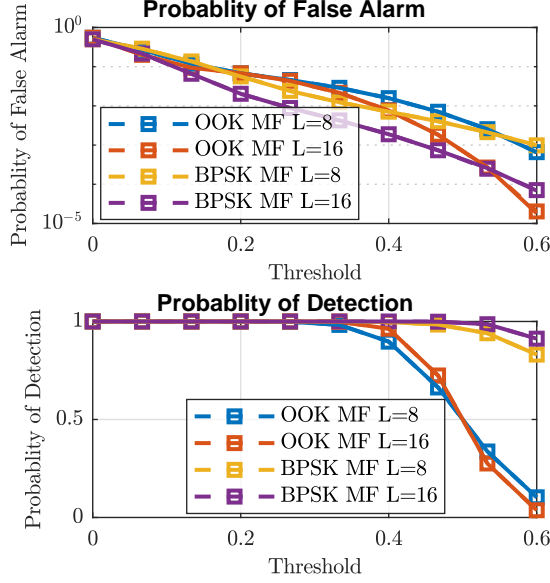 Probablity of False Alarm
10^0
10^-5
Probablity of False Alarm
OOK MF L=8
OOK MF L=16
BPSK MF L=8
BPSK MF L=16
0 0.2 0.4 0.6
Threshold
Probablity of Detection
1
0.5
0
Probablity of Detection
OOK MF L=8
OOK MF L=16
BPSK MF L=8
BPSK MF L=16
0 0.2 0.4 0.6
Threshold